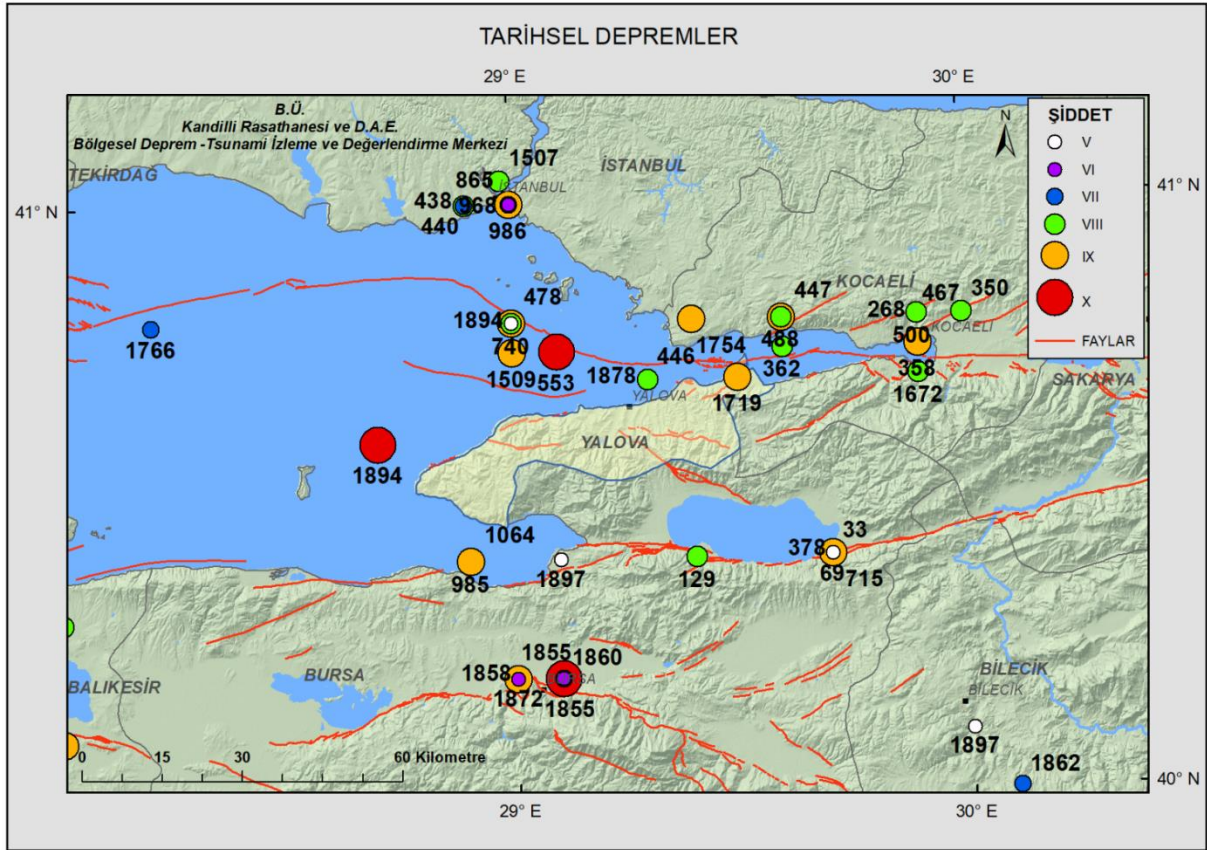 TARİHSEL DEPREMLER
29° E
30° E
B.Ü.
Kandilli Rasathanesi ve D.A.E.
Bölgesel Deprem -Tsunami İzleme ve Değerlendirme Merkezi
N
ŞİDDET
V
VI
VII
VIII
IX
X
FAYLAR
TEKİRDAĞ
1507
865
İSTANBUL
İSTANBUL
41° N
41° N
438
968
440
986
KOCAELİ
478
447
467
350
268
1894
KOCAELİ
1766
740
446
1754
488
500
1509
553
1878
362
358
1719
1672
SAKARYA
YALOVA
YALOVA
1894
1064
33
378
985
1897
129
69
715
1855
1860
BİLECİK
BALIKESİR
BURSA
1858
SA
BİLECİK
1872
1855
1897
0
15
30
60 Kilometre
1862
40° N
29° E
30° E